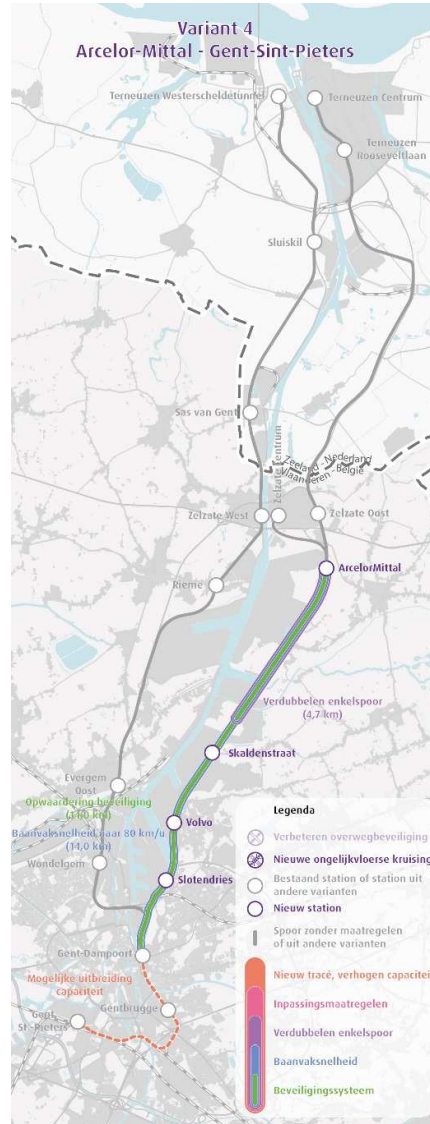 Variant 4
Arcelor-Mittal - Gent-Sint-Pieters
Terneuzen Westerscheldetunnel
Terneuzen Centrum
Terneuzen
Rooseveltlaan
Sluiskil
Sas van Gent
Zeeland - Nederland
Vlaanderen - België
Zelzate Centrum
Zelzate West
Zelzate Oost
ArcelorMittal
Rieme
Verdubbelen enkelspoor
(4,7 km)
Skaldenstraat
Evergem
Oost
Opwaardering beveiliging
Volvo
Baanvaksnelheid naar 80 km/u
(14,0 km)
Wondelgem
Slotendries
Gent-Dampoort
Mogelijke uitbreiding
capaciteit
Gentbrugge
Gent
St-Pieters
Legenda
Verbeteren overwegbeveiliging
Nieuwe ongelijkvloerse kruising
Bestaand station of station uit
andere varianten
Nieuw station
Spoor zonder maatregelen
of uit andere varianten
Nieuw tracé, verhogen capacitei
Inpassingsmaatregelen
Verdubbelen enkelspoor
Baanvaksnelheid
Beveiligingssysteem